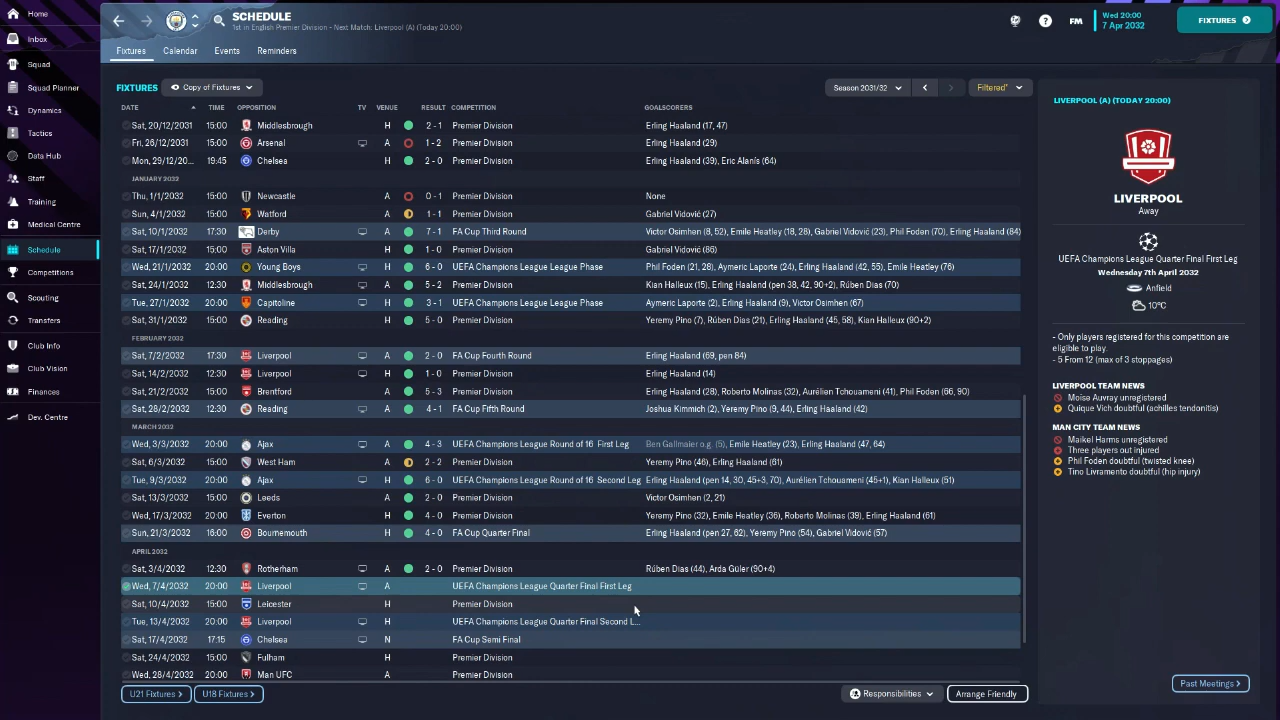 Home
Inbox
Squad
Squad Planner
Dynamics
Tactics
Data Hub
Staff
Training
Medical Centre
Schedule
Competitions
Scouting
Transfers
Club Info
Club Vision
Finances
Dev. Centre
SCHEDULE
1st in English Premier Division - Next Match: Liverpool (A) (Today 20:00)
FM
Wed 20:00
7 Apr 2032
FIXTURES
Fixtures Calendar Events Reminders
FIXTURES Copy of Fixtures Season 2031/32 Filtered*
DATE TIME OPPOSITION TV VENUE RESULT COMPETITION GOALSCORERS
Sat, 20/12/2031 15:00 Middlesbrough H 2 - 1 Premier Division Erling Haaland (17, 47)
Fri, 26/12/2031 15:00 Arsenal A 1 - 2 Premier Division Erling Haaland (29)
Mon, 29/12/20... 19:45 Chelsea H 2 - 0 Premier Division Erling Haaland (39), Eric Alanís (64)
JANUARY 2032
Thu, 1/1/2032 15:00 Newcastle A 0 - 1 Premier Division None
Sun, 4/1/2032 15:00 Watford A 1 - 1 Premier Division Gabriel Vidović (27)
Sat, 10/1/2032 17:30 Derby A 7 - 1 FA Cup Third Round Victor Osimhen (8, 52), Emile Heatley (18, 28), Gabriel Vidović (23), Phil Foden (70), Erling Haaland (84)
Sat, 17/1/2032 15:00 Aston Villa H 1 - 0 Premier Division Gabriel Vidović (86)
Wed, 21/1/2032 20:00 Young Boys H 6 - 0 UEFA Champions League League Phase Phil Foden (21, 28), Aymeric Laporte (24), Erling Haaland (42, 55), Emile Heatley (76)
Sat, 24/1/2032 12:30 Middlesbrough A 5 - 2 Premier Division Kian Halleux (15), Erling Haaland (pen 38, 42, 90+2), Rúben Dias (70)
Tue, 27/1/2032 20:00 Capitoline H 3 - 1 UEFA Champions League League Phase Aymeric Laporte (2), Erling Haaland (9), Victor Osimhen (67)
Sat, 31/1/2032 15:00 Reading H 5 - 0 Premier Division Yeremy Pino (7), Rúben Dias (21), Erling Haaland (45, 58), Kian Halleux (90+2)
FEBRUARY 2032
Sat, 7/2/2032 17:30 Liverpool H 2 - 0 FA Cup Fourth Round Erling Haaland (69, pen 84)
Sat, 14/2/2032 12:30 Liverpool H 1 - 0 Premier Division Erling Haaland (14)
Sat, 21/2/2032 15:00 Brentford A 5 - 3 Premier Division Erling Haaland (28), Roberto Molinas (32), Aurélien Tchouameni (41), Phil Foden (66, 90)
Sat, 28/2/2032 12:30 Reading H 4 - 1 FA Cup Fifth Round Joshua Kimmich (2), Yeremy Pino (9, 44), Erling Haaland (42)
MARCH 2032
Wed, 3/3/2032 20:00 Ajax A 4 - 3 UEFA Champions League Round of 16 First Leg Ben Gallmaier o.g. (5), Emile Heatley (23), Erling Haaland (47, 64)
Sat, 6/3/2032 15:00 West Ham A 2 - 2 Premier Division Yeremy Pino (46), Erling Haaland (61)
Tue, 9/3/2032 20:00 Ajax H 6 - 0 UEFA Champions League Round of 16 Second Leg Erling Haaland (pen 14, 30, 45+3, 70), Aurélien Tchouameni (45+1), Kian Halleux (51)
Sat, 13/3/2032 15:00 Leeds A 2 - 0 Premier Division Victor Osimhen (2, 21)
Wed, 17/3/2032 20:00 Everton H 4 - 0 Premier Division Yeremy Pino (32), Emile Heatley (36), Roberto Molinas (39), Erling Haaland (61)
Sun, 21/3/2032 16:00 Bournemouth H 4 - 0 FA Cup Quarter Final Erling Haaland (pen 27, 62), Yeremy Pino (54), Gabriel Vidović (57)
APRIL 2032
Sat, 3/4/2032 12:30 Rotherham A 2 - 0 Premier Division Rúben Dias (44), Arda Güler (90+4)
Wed, 7/4/2032 20:00 Liverpool A UEFA Champions League Quarter Final First Leg
Sat, 10/4/2032 15:00 Leicester H Premier Division
Tue, 13/4/2032 20:00 Liverpool H UEFA Champions League Quarter Final Second L...
Sat, 17/4/2032 17:15 Chelsea N FA Cup Semi Final
Sat, 24/4/2032 15:00 Fulham H Premier Division
Wed, 28/4/2032 20:00 Man UFC A Premier Division
U21 Fixtures > U18 Fixtures > Responsibilities Arrange Friendly
LIVERPOOL (A) (TODAY 20:00)
LIVERPOOL
Away
UEFA Champions League Quarter Final First Leg
Wednesday 7th April 2032
Anfield
10°C
- Only players registered for this competition are
eligible to play.
- 5 From 12 (max of 3 stoppages)
LIVERPOOL TEAM NEWS
Moïse Auvray unregistered
Quique Vich doubtful (achilles tendonitis)
MAN CITY TEAM NEWS
Maikel Harms unregistered
Three players out injured
Phil Foden doubtful (twisted knee)
Tino Livramento doubtful (hip injury)
Past Meetings >